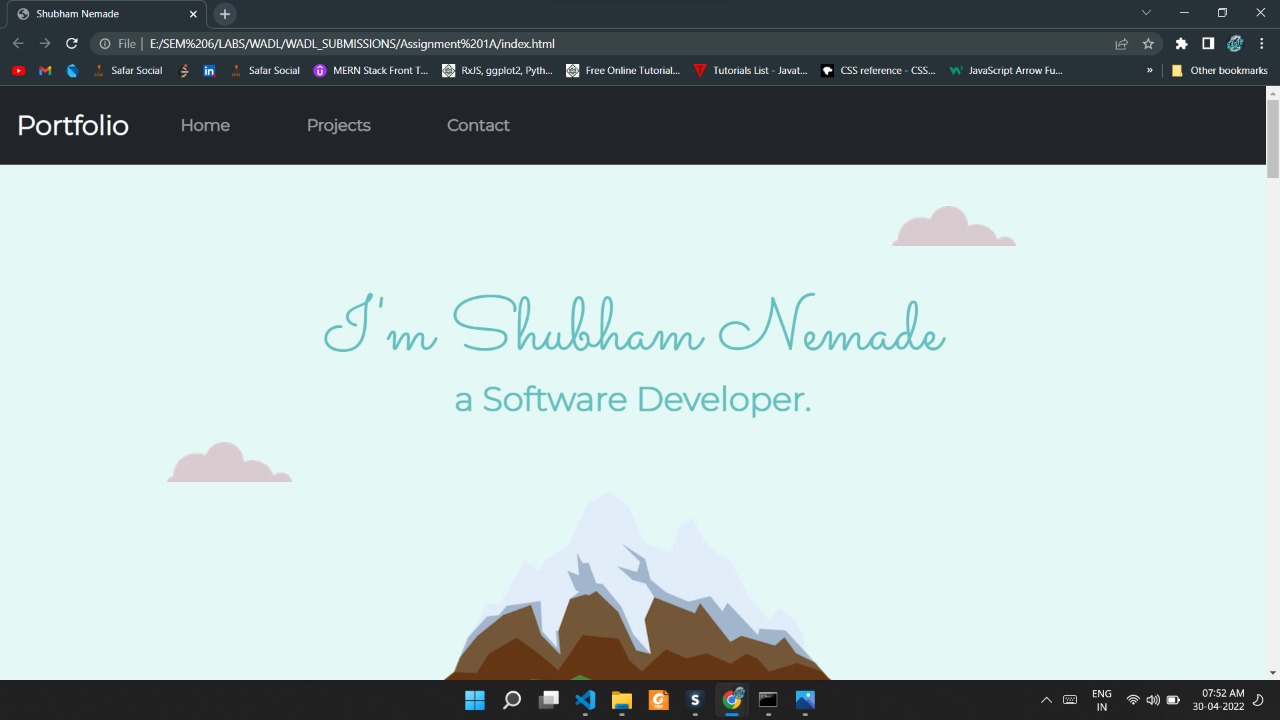 Shubham Nemade
File
E:/SEM%206/LABS/WADL/WADL_SUBMISSIONS/Assignment%201A/index.html
Safar Social
Safar Social
MERN Stack Front T...
RxJS, ggplot2, Pyth...
Free Online Tutorial...
Tutorials List - Javat...
CSS reference - CSS...
JavaScript Arrow Fu...
»
Other bookmarks
Portfolio
Home
Projects
Contact
I'm Shubham Nemade
a Software Developer.
ENG
IN
07:52 AM
30-04-2022